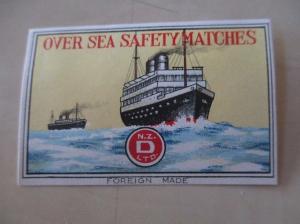 OVER SEA SAFETY MATCHES
N.Z.
D
LTD
FOREIGN MADE